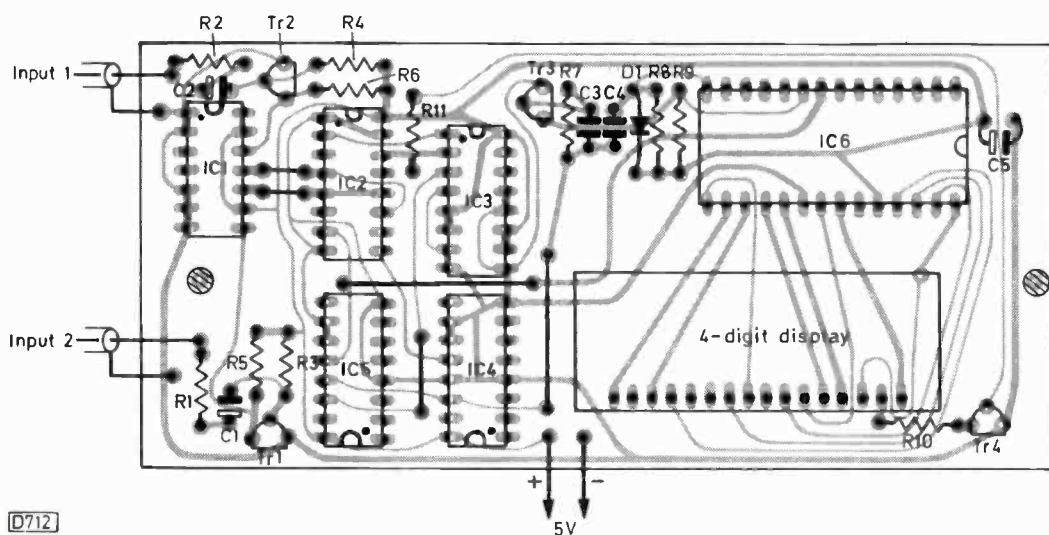 R2 Tr2 R4
Input 1
C2
R6
R11
Tr3 R7 D1 R8 R9
C3 C4
IC1 IC2 IC3 IC6
C5
Input 2
R5 R3 IC5 IC4 4-digit display
R1
C1
Tr1
R10
Tr4
+ -
5V
D712